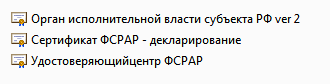 Орган исполнительной власти субъекта РФ ver 2
Сертификат ФСРАР - декларирование
Удостоверяющийцентр ФСРАР